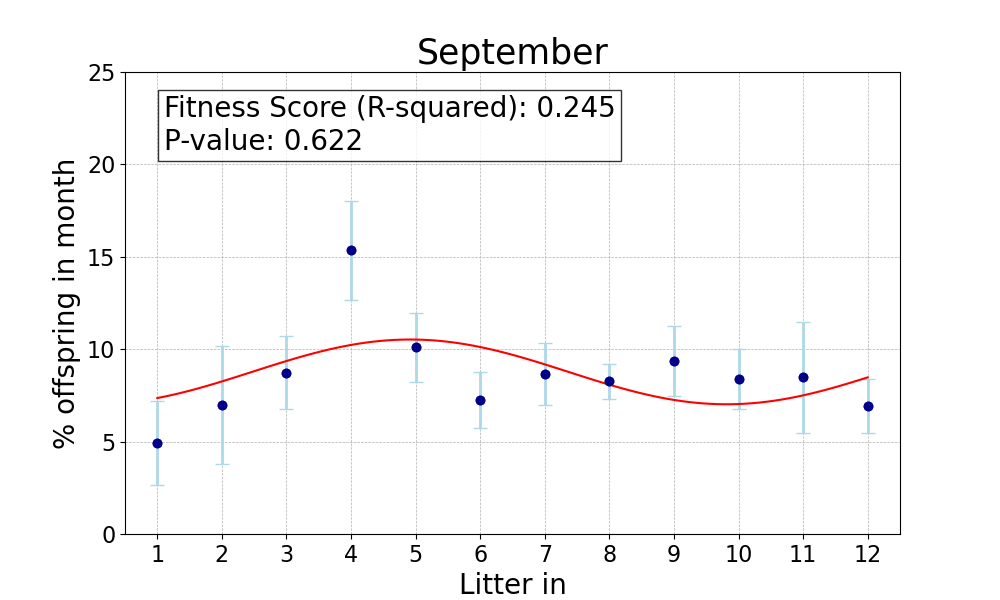 September
Fitness Score (R-squared): 0.245
P-value: 0.622
% offspring in month
25
20
15
10
5
0
1 2 3 4 5 6 7 8 9 10 11 12
Litter in